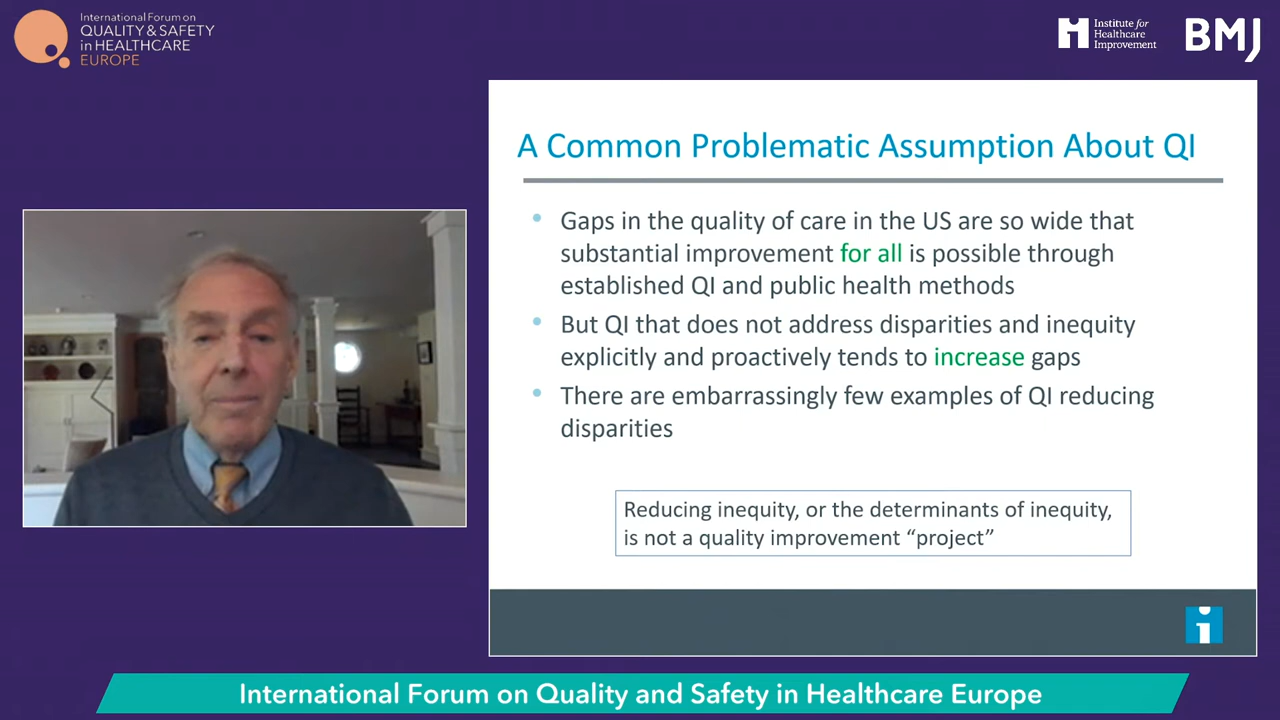 International Forum on
QUALITY & SAFETY
in HEALTHCARE
EUROPE
Institute for
Healthcare
Improvement
BMJ
A Common Problematic Assumption About QI
• Gaps in the quality of care in the US are so wide that
substantial improvement for all is possible through
established QI and public health methods
• But QI that does not address disparities and inequity
explicitly and proactively tends to increase gaps
• There are embarrassingly few examples of QI reducing
disparities
Reducing inequity, or the determinants of inequity,
is not a quality improvement “project”
International Forum on Quality and Safety in Healthcare Europe